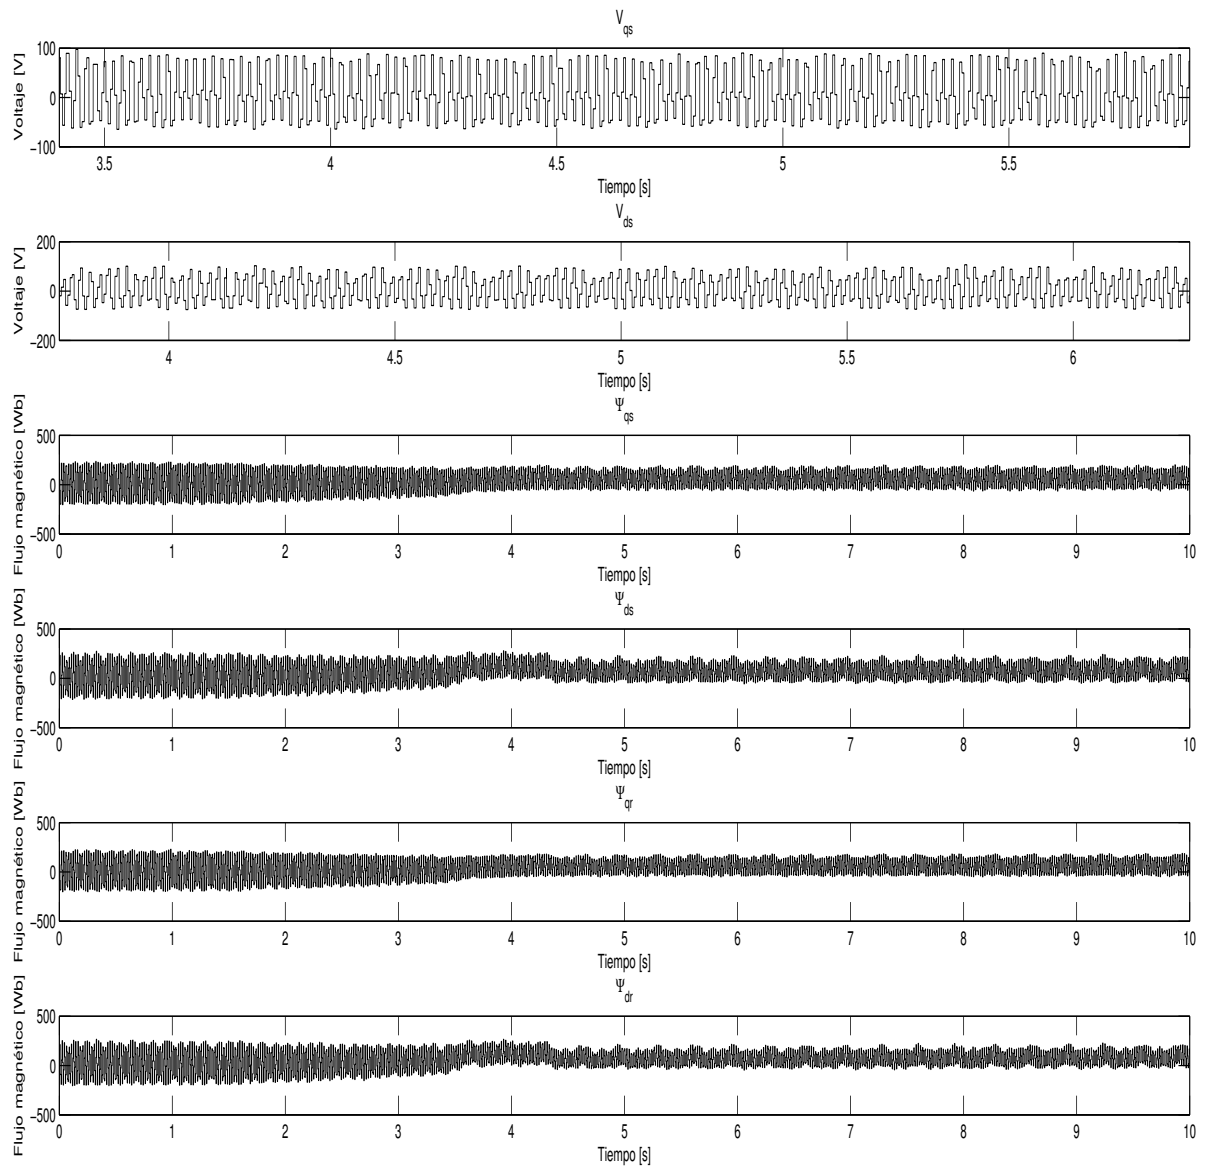 V_qs
Voltaje [V]
100
0
−100
3.5 4 4.5 5 5.5
Tiempo [s]
V_ds
Voltaje [V]
200
0
−200
4 4.5 5 5.5 6
Tiempo [s]
Ψ_qs
Flujo magnético [Wb]
500
0
−500
0 1 2 3 4 5 6 7 8 9 10
Tiempo [s]
Ψ_ds
Flujo magnético [Wb]
500
0
−500
0 1 2 3 4 5 6 7 8 9 10
Tiempo [s]
Ψ_qr
Flujo magnético [Wb]
500
0
−500
0 1 2 3 4 5 6 7 8 9 10
Tiempo [s]
Ψ_dr
Flujo magnético [Wb]
500
0
−500
0 1 2 3 4 5 6 7 8 9 10
Tiempo [s]